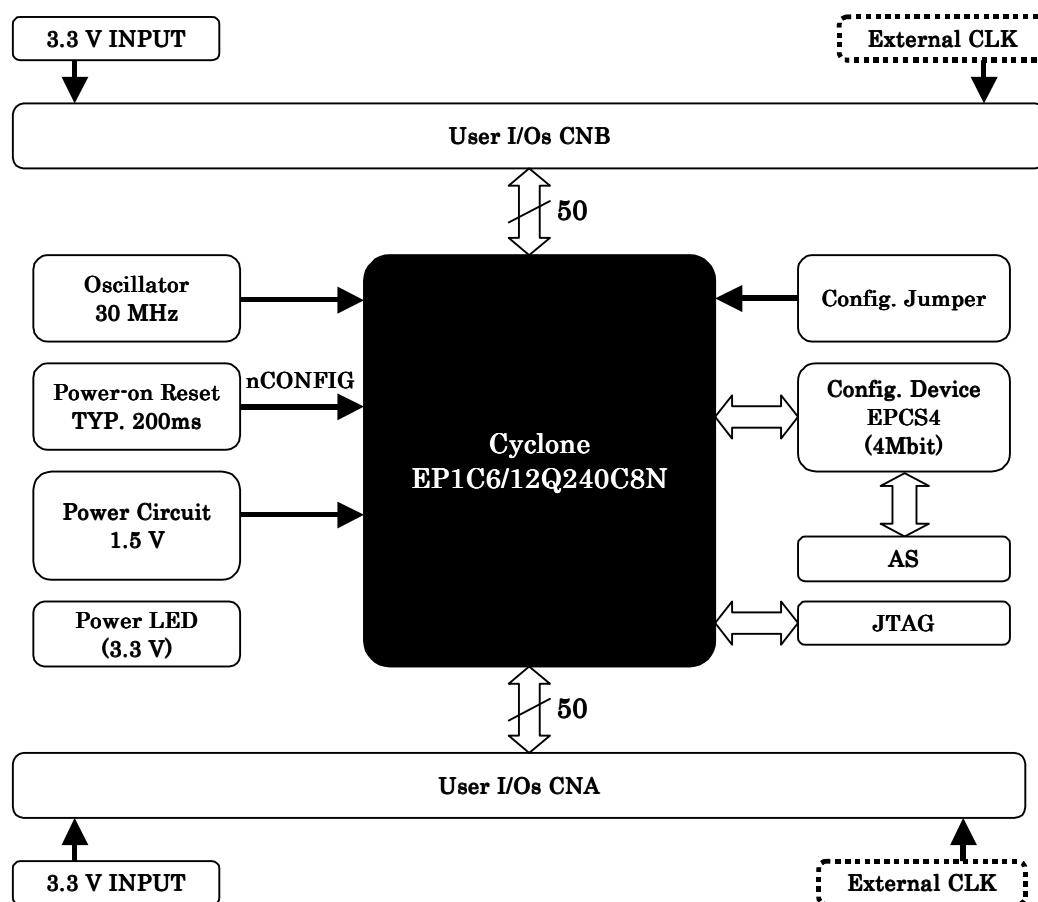 3.3 V INPUT
External CLK
User I/Os CNB
50
Oscillator
30 MHz
Config. Jumper
Power-on Reset
TYP. 200ms
nCONFIG
Config. Device
EPCS4
(4Mbit)
Cyclone
EP1C6/12Q240C8N
Power Circuit
1.5 V
AS
Power LED
(3.3 V)
JTAG
50
User I/Os CNA
3.3 V INPUT
External CLK